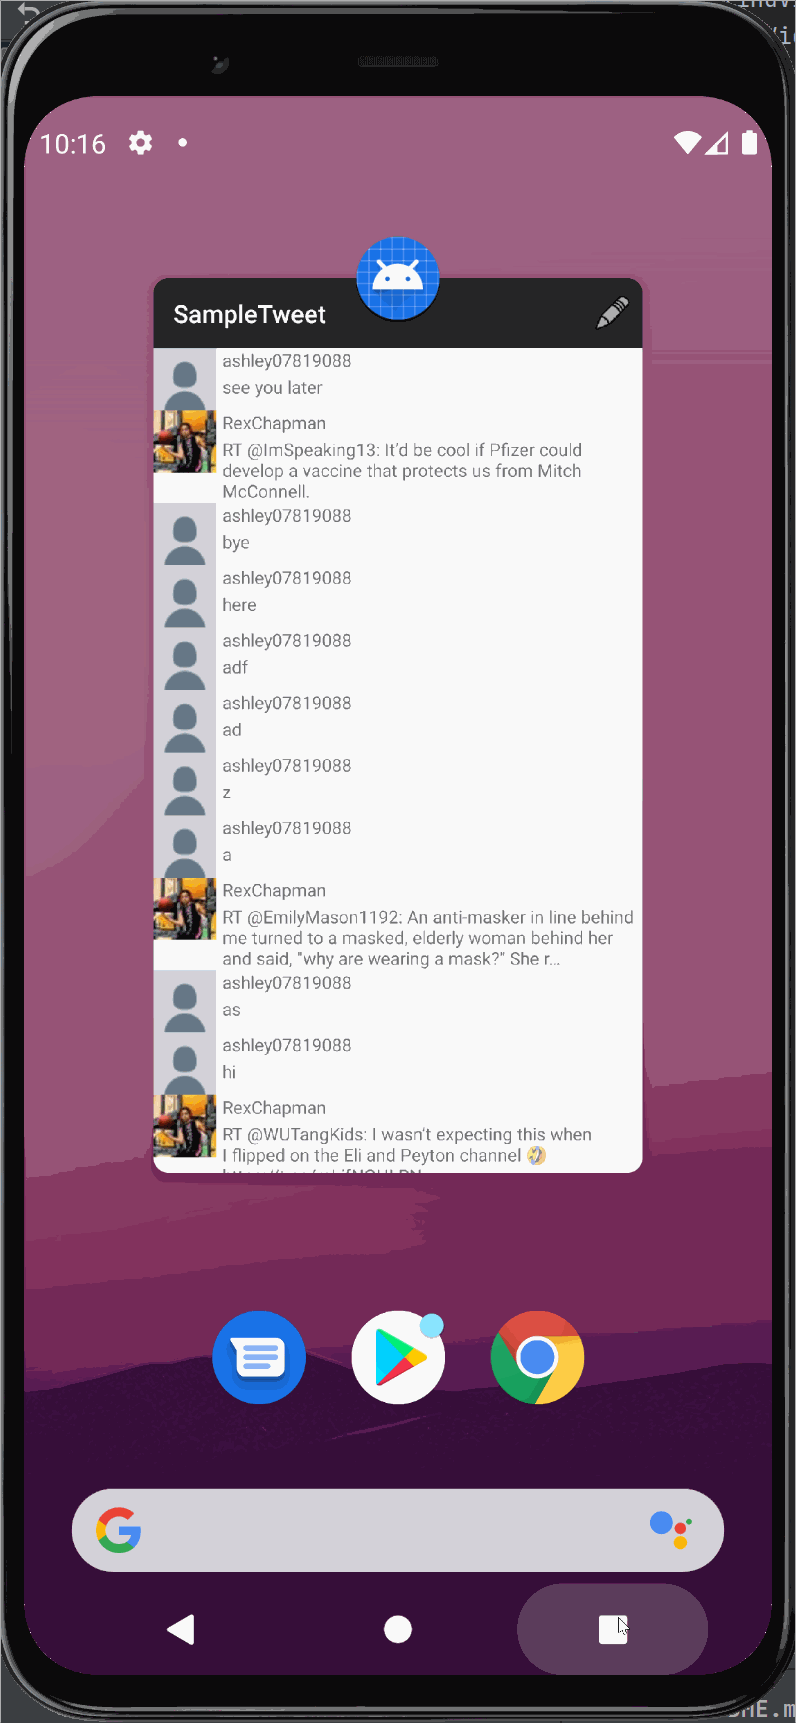 10:16
SampleTweet
ashley07819088
see you later
RexChapman
RT @ImSpeaking13: It'd be cool if Pfizer could
develop a vaccine that protects us from Mitch
McConnell.
ashley07819088
bye
ashley07819088
here
ashley07819088
adf
ashley07819088
ad
ashley07819088
z
ashley07819088
a
RexChapman
RT @EmilyMason1192: An anti-masker in line behind
me turned to a masked, elderly woman behind her
and said, "why are wearing a mask?" She r...
ashley07819088
as
ashley07819088
hi
RexChapman
RT @WUTangKids: I wasn't expecting this when
I flipped on the Eli and Peyton channel 🤣